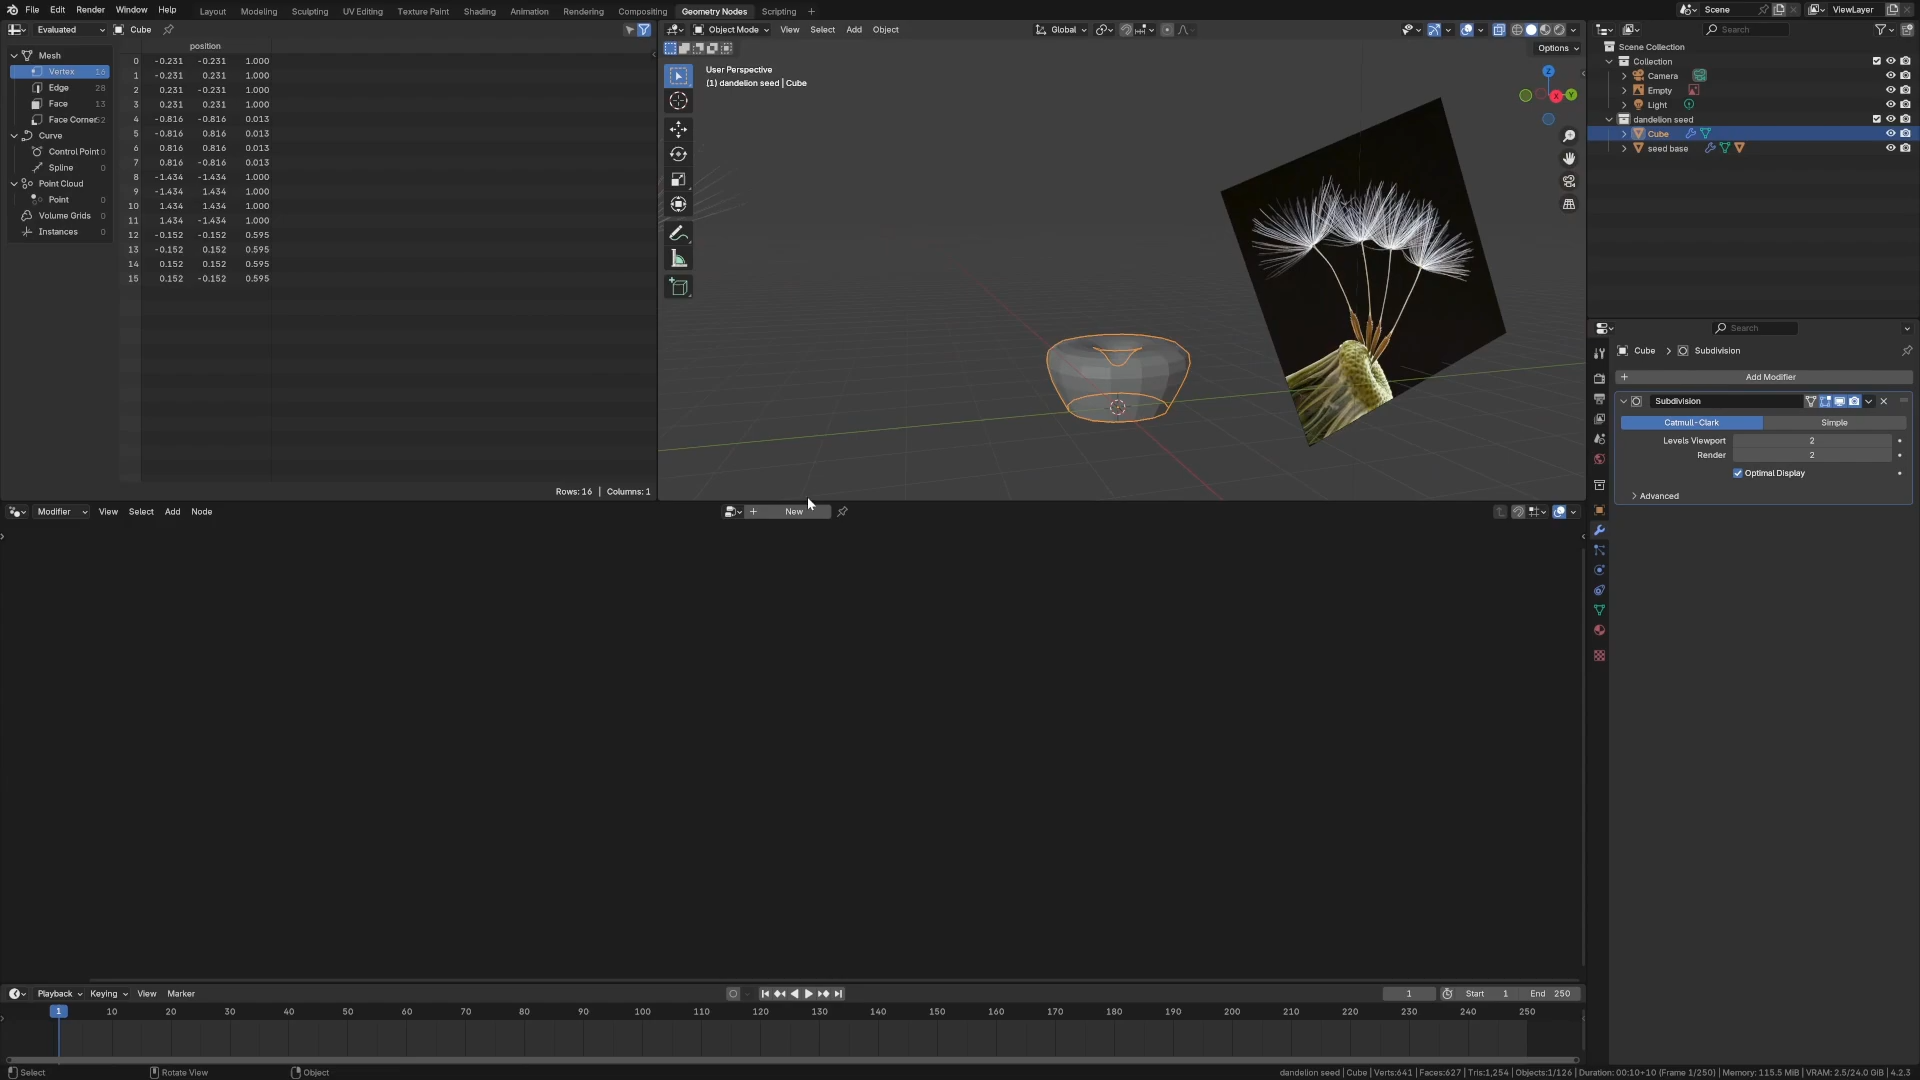 File Edit Render Window Help Layout Modeling Sculpting UV Editing Texture Paint Shading Animation Rendering Compositing Geometry Nodes Scripting + Scene ViewLayer
Evaluated Cube
position
Mesh
Vertex 16
Edge 28
Face 13
Face Corner 52
Curve
Control Point 0
Spline 0
Point Cloud
Point 0
Volume Grids 0
Instances 0
0 -0.231 -0.231 1.000
1 -0.231 0.231 1.000
2 0.231 -0.231 1.000
3 0.231 0.231 1.000
4 -0.816 -0.816 0.013
5 -0.816 0.816 0.013
6 0.816 0.816 0.013
7 0.816 -0.816 0.013
8 -1.434 -1.434 1.000
9 -1.434 1.434 1.000
10 1.434 1.434 1.000
11 1.434 -1.434 1.000
12 -0.152 -0.152 0.595
13 -0.152 0.152 0.595
14 0.152 0.152 0.595
15 0.152 -0.152 0.595
Rows: 16 | Columns: 1
Object Mode View Select Add Object Global
Options
User Perspective
(1) dandelion seed | Cube
Z
X
Y
Search
Scene Collection
Collection
Camera
Empty
Light
dandelion seed
Cube
seed base
Search
Cube > Subdivision
+ Add Modifier
Subdivision
Catmull-Clark Simple
Levels Viewport 2
Render 2
Optimal Display
Advanced
Modifier View Select Add Node + New
Playback Keying View Marker 1 Start 1 End 250
1 10 20 30 40 50 60 70 80 90 100 110 120 130 140 150 160 170 180 190 200 210 220 230 240 250
Select Rotate View Object dandelion seed | Cube | Verts:641 | Faces:627 | Tris:1,254 | Objects:1/126 | Duration: 00:10+10 (Frame 1/250) | Memory: 115.5 MiB | VRAM: 2.5/24.0 GiB | 4.2.3